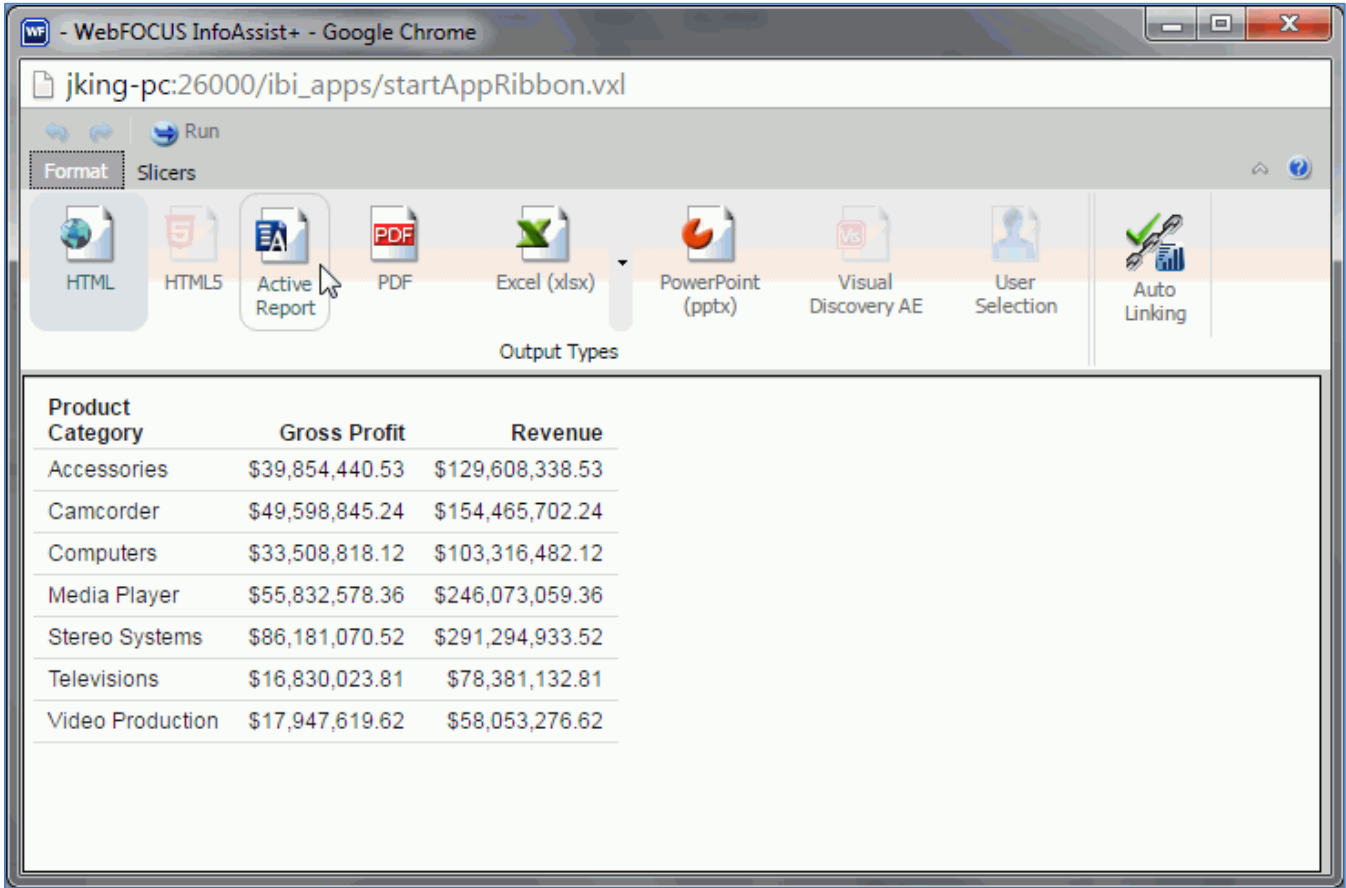 WF - WebFOCUS InfoAssist+ - Google Chrome
jking-pc:26000/ibi_apps/startAppRibbon.vxl
Run
Format Slicers
HTML
5
HTML5
A
Active
Report
PDF
PDF
Excel (xlsx)
PowerPoint
(pptx)
Vis
Visual
Discovery AE
User
Selection
Auto
Linking
Output Types
Product
Category Gross Profit Revenue
Accessories $39,854,440.53 $129,608,338.53
Camcorder $49,598,845.24 $154,465,702.24
Computers $33,508,818.12 $103,316,482.12
Media Player $55,832,578.36 $246,073,059.36
Stereo Systems $86,181,070.52 $291,294,933.52
Televisions $16,830,023.81 $78,381,132.81
Video Production $17,947,619.62 $58,053,276.62